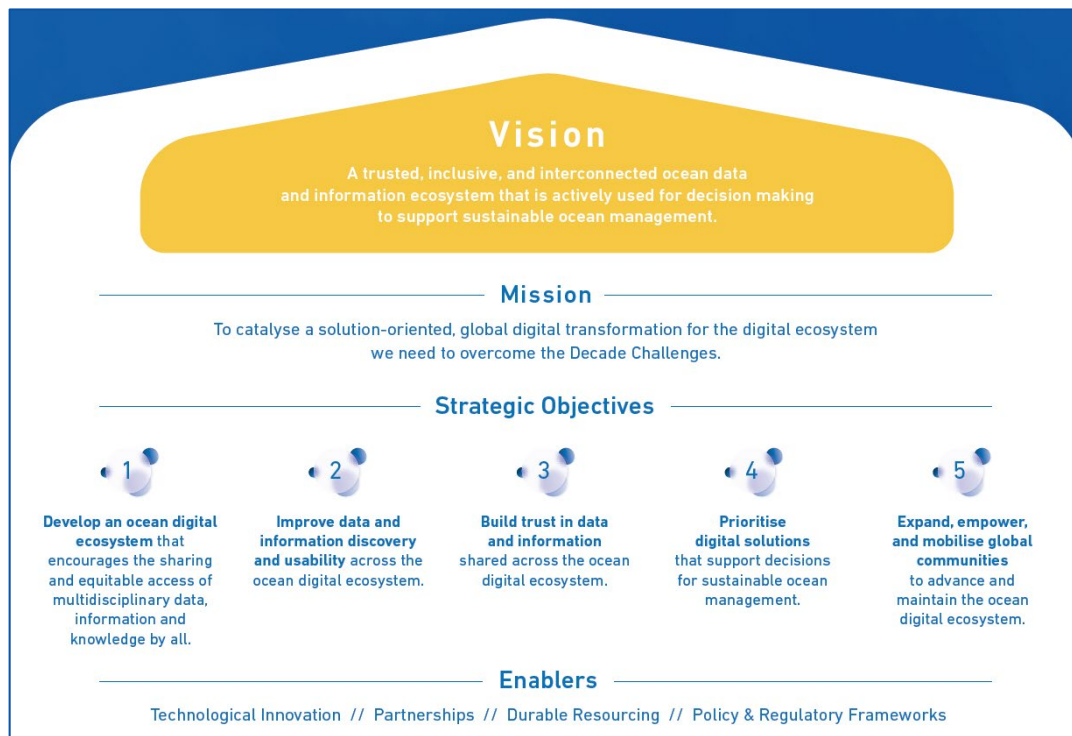 Vision
A trusted, inclusive, and interconnected ocean data
and information ecosystem that is actively used for decision making
to support sustainable ocean management.
Mission
To catalyse a solution-oriented, global digital transformation for the digital ecosystem
we need to overcome the Decade Challenges.
Strategic Objectives
1
Develop an ocean digital
ecosystem that
encourages the sharing
and equitable access of
multidisciplinary data,
information and
knowledge by all.
2
Improve data and
information discovery
and usability across the
ocean digital ecosystem.
3
Build trust in data
and information
shared across the ocean
digital ecosystem.
4
Prioritise
digital solutions
that support decisions
for sustainable ocean
management.
5
Expand, empower,
and mobilise global
communities
to advance and
maintain the ocean
digital ecosystem.
Enablers
Technological Innovation // Partnerships // Durable Resourcing // Policy & Regulatory Frameworks